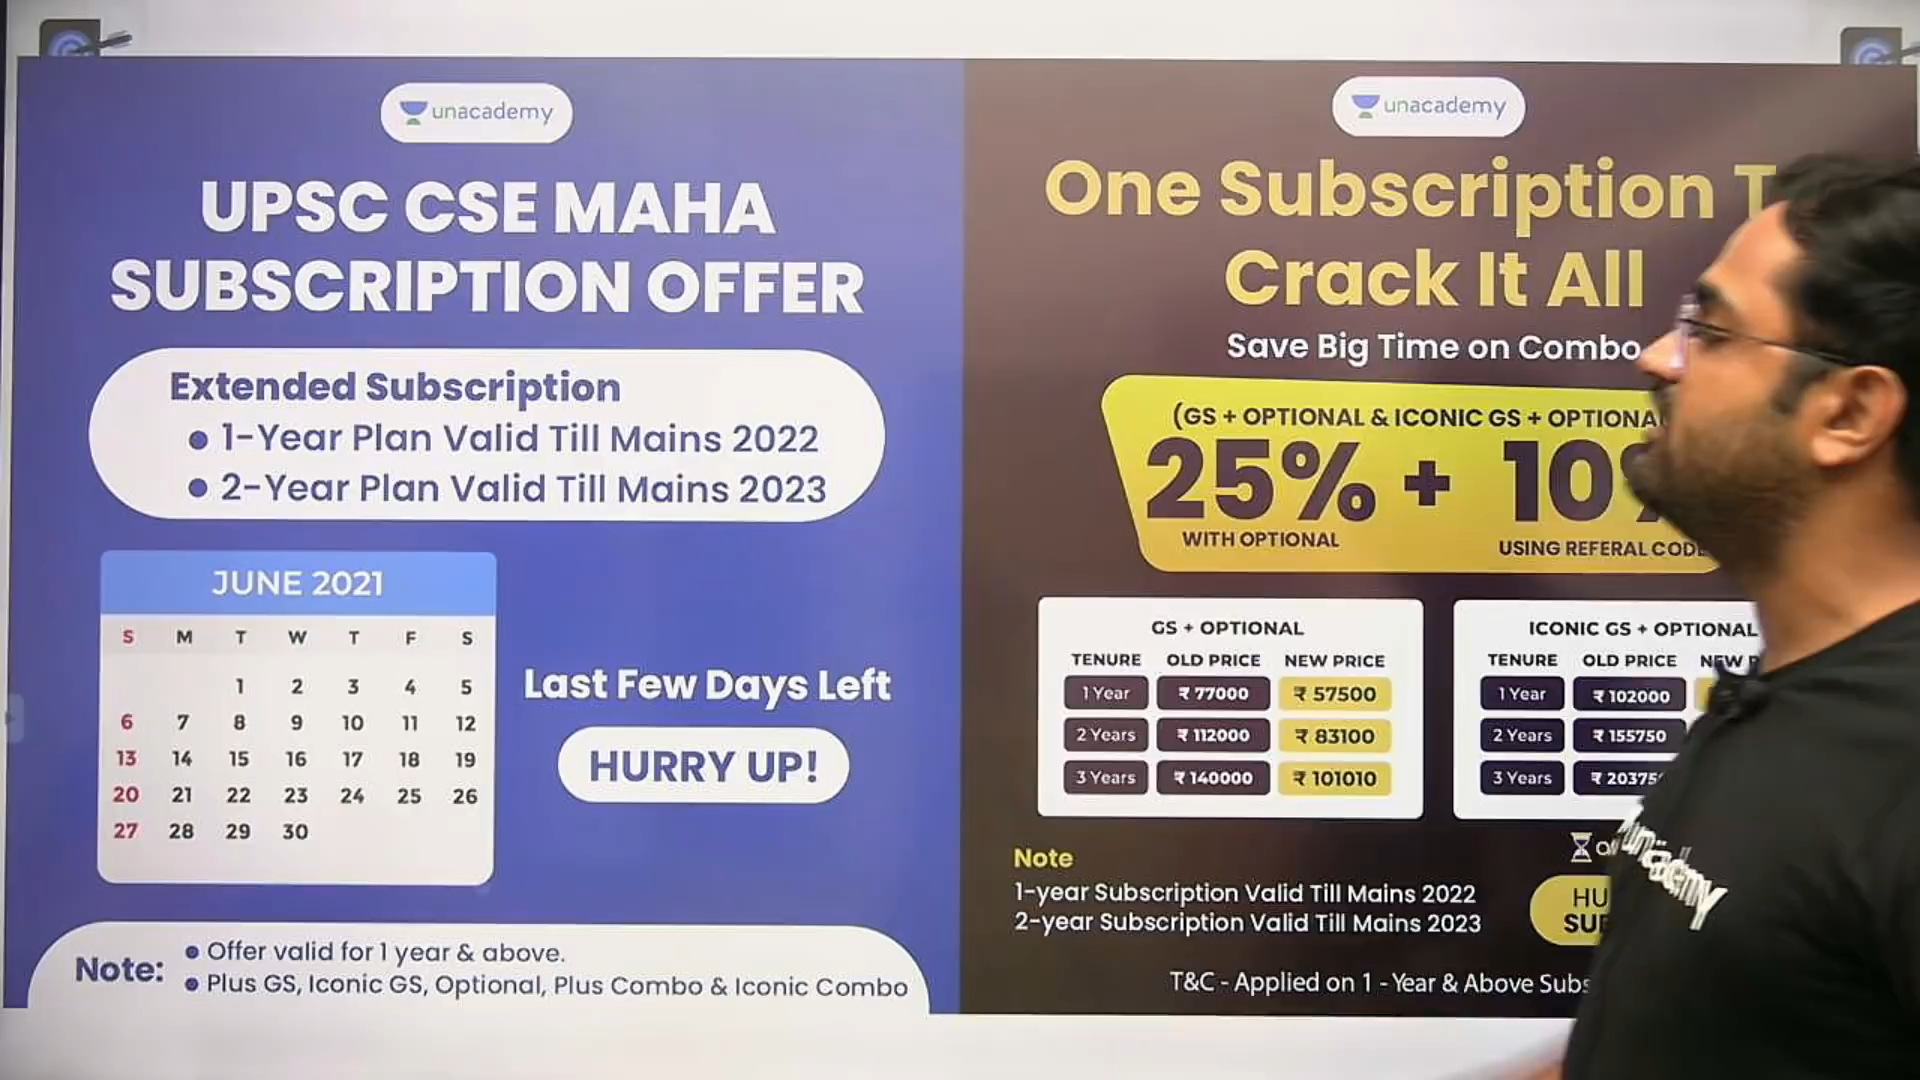 unacademy
UPSC CSE MAHA
SUBSCRIPTION OFFER
Extended Subscription
• 1-Year Plan Valid Till Mains 2022
• 2-Year Plan Valid Till Mains 2023
JUNE 2021
S M T W T F S
1 2 3 4 5
6 7 8 9 10 11 12
13 14 15 16 17 18 19
20 21 22 23 24 25 26
27 28 29 30
Last Few Days Left
HURRY UP!
Note:
• Offer valid for 1 year & above.
• Plus GS, Iconic GS, Optional, Plus Combo & Iconic Combo
unacademy
One Subscription T
Crack It All
Save Big Time on Combo
(GS + OPTIONAL & ICONIC GS + OPTIONA
25% + 10%
WITH OPTIONAL
USING REFERAL CODE
GS + OPTIONAL
TENURE OLD PRICE NEW PRICE
1 Year ₹ 77000 ₹ 57500
2 Years ₹ 112000 ₹ 83100
3 Years ₹ 140000 ₹ 101010
ICONIC GS + OPTIONAL
TENURE OLD PRICE NEW P
1 Year ₹ 102000
2 Years ₹ 155750
3 Years ₹ 20375
Note
1-year Subscription Valid Till Mains 2022
2-year Subscription Valid Till Mains 2023
HU
SUB
T&C - Applied on 1 - Year & Above Subs
unacademy